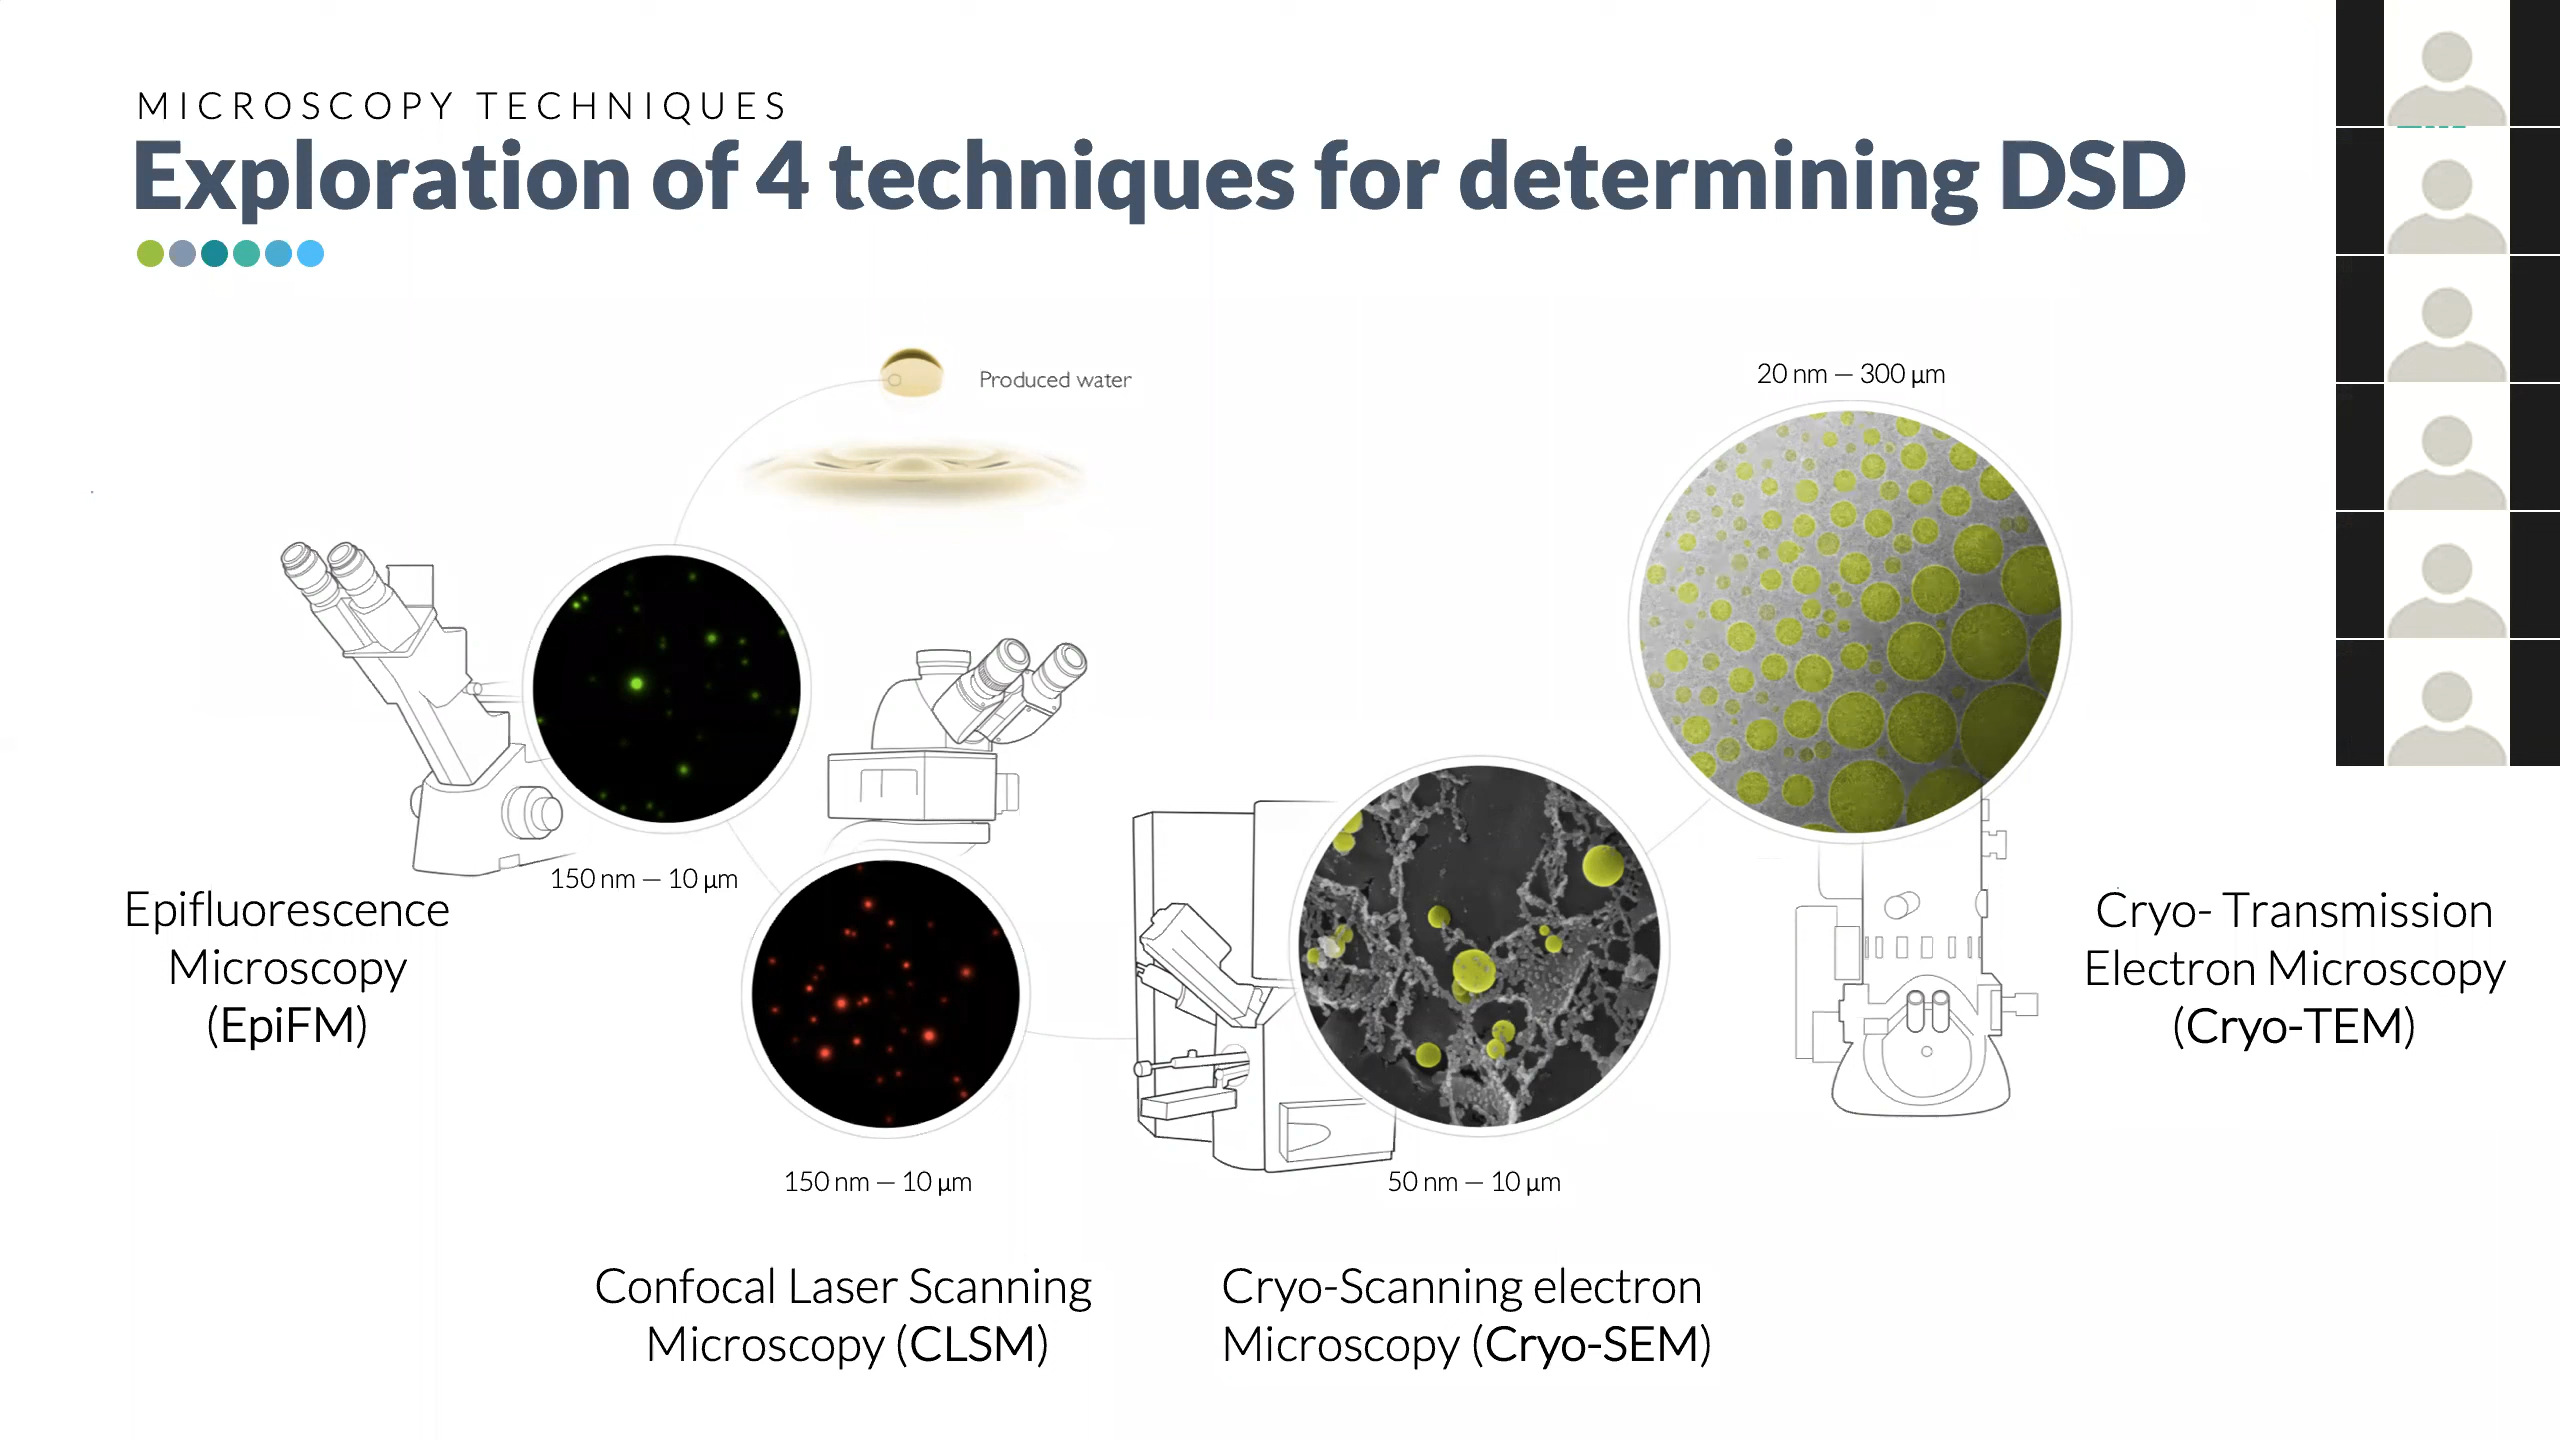 MICROSCOPY TECHNIQUES
Exploration of 4 techniques for determining DSD
Produced water
20 nm — 300 µm
150 nm — 10 µm
Epifluorescence
Microscopy
(EpiFM)
Cryo- Transmission
Electron Microscopy
(Cryo-TEM)
150 nm — 10 µm
50 nm — 10 µm
Confocal Laser Scanning
Microscopy (CLSM)
Cryo-Scanning electron
Microscopy (Cryo-SEM)